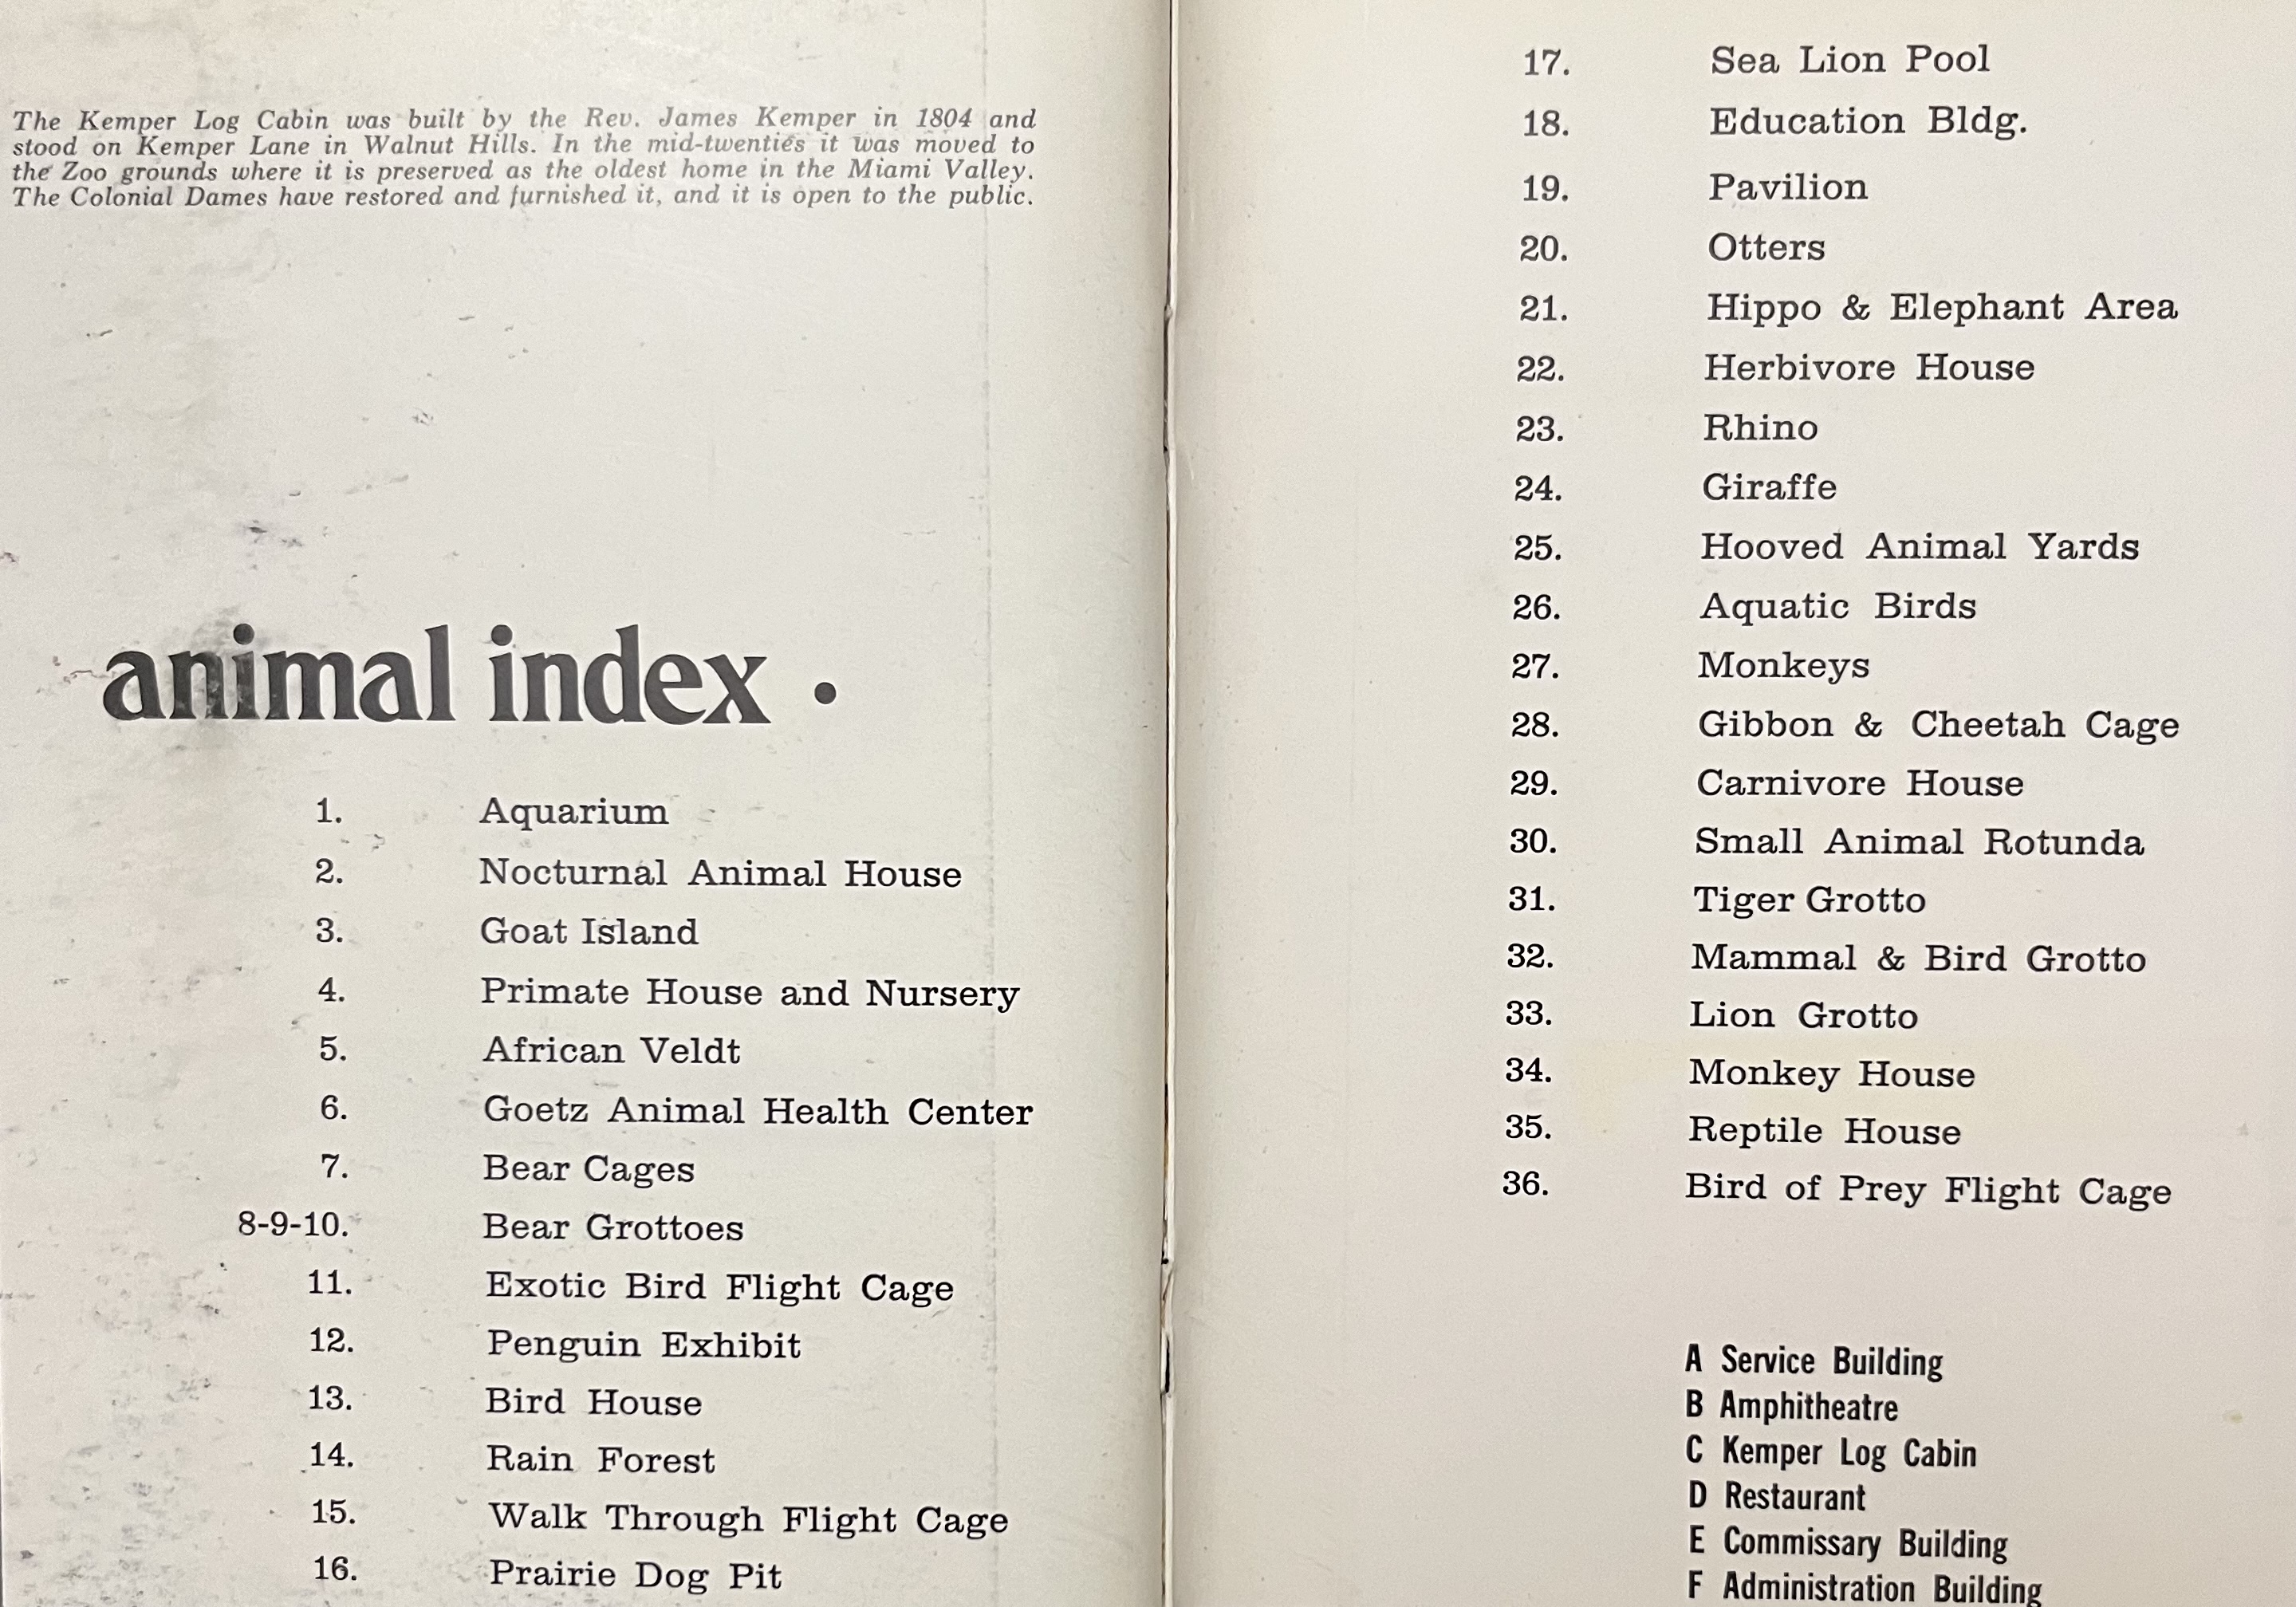 The Kemper Log Cabin was built by the Rev. James Kemper in 1804 and
stood on Kemper Lane in Walnut Hills. In the mid-twenties it was moved to
the Zoo grounds where it is preserved as the oldest home in the Miami Valley.
The Colonial Dames have restored and furnished it, and it is open to the public.
animal index •
1. Aquarium
2. Nocturnal Animal House
3. Goat Island
4. Primate House and Nursery
5. African Veldt
6. Goetz Animal Health Center
7. Bear Cages
8-9-10. Bear Grottoes
11. Exotic Bird Flight Cage
12. Penguin Exhibit
13. Bird House
14. Rain Forest
15. Walk Through Flight Cage
16. Prairie Dog Pit
17. Sea Lion Pool
18. Education Bldg.
19. Pavilion
20. Otters
21. Hippo & Elephant Area
22. Herbivore House
23. Rhino
24. Giraffe
25. Hooved Animal Yards
26. Aquatic Birds
27. Monkeys
28. Gibbon & Cheetah Cage
29. Carnivore House
30. Small Animal Rotunda
31. Tiger Grotto
32. Mammal & Bird Grotto
33. Lion Grotto
34. Monkey House
35. Reptile House
36. Bird of Prey Flight Cage
A Service Building
B Amphitheatre
C Kemper Log Cabin
D Restaurant
E Commissary Building
F Administration Building